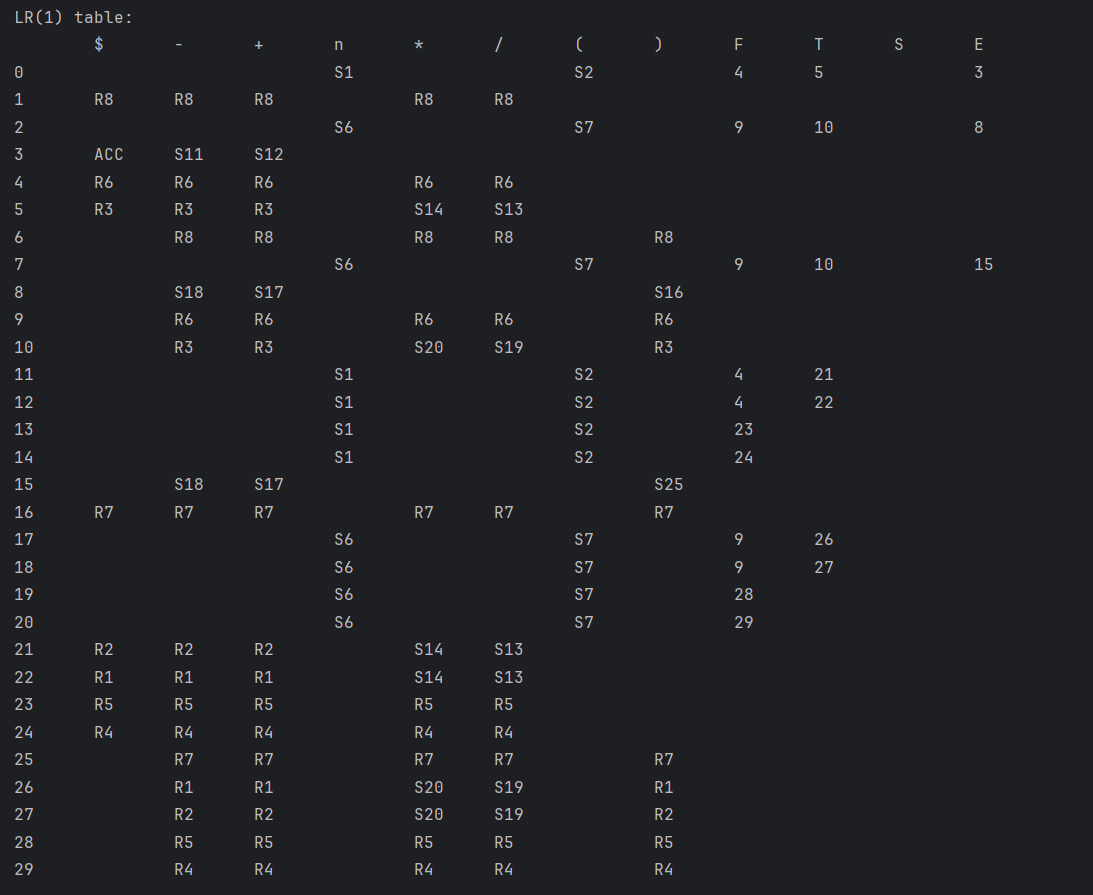 LR(1) table:
$ - + n * / ( ) F T S E
0 S1 S2 4 5 3
1 R8 R8 R8 R8 R8
2 S6 S7 9 10 8
3 ACC S11 S12
4 R6 R6 R6 R6 R6
5 R3 R3 R3 S14 S13
6 R8 R8 R8 R8 R8
7 S6 S7 9 10 15
8 S18 S17 S16
9 R6 R6 R6 R6 R6
10 R3 R3 S20 S19 R3
11 S1 S2 4 21
12 S1 S2 4 22
13 S1 S2 23
14 S1 S2 24
15 S18 S17 S25
16 R7 R7 R7 R7 R7 R7
17 S6 S7 9 26
18 S6 S7 9 27
19 S6 S7 28
20 S6 S7 29
21 R2 R2 R2 S14 S13
22 R1 R1 R1 S14 S13
23 R5 R5 R5 R5 R5
24 R4 R4 R4 R4 R4
25 R7 R7 R7 R7 R7
26 R1 R1 S20 S19 R1
27 R2 R2 S20 S19 R2
28 R5 R5 R5 R5 R5
29 R4 R4 R4 R4 R4